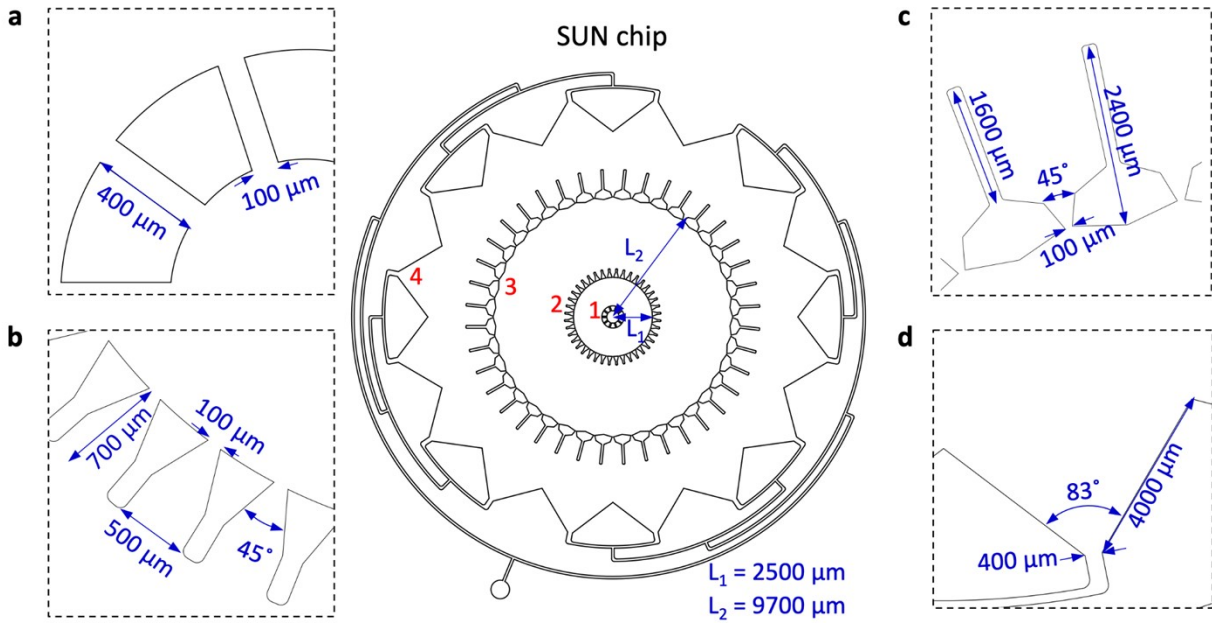 a
400 µm
100 µm
b
700 µm
100 µm
500 µm
45°
SUN chip
1
2
3
4
L₂
L₁
L₁ = 2500 µm
L₂ = 9700 µm
c
1600 µm
2400 µm
45°
100 µm
d
83°
4000 µm
400 µm